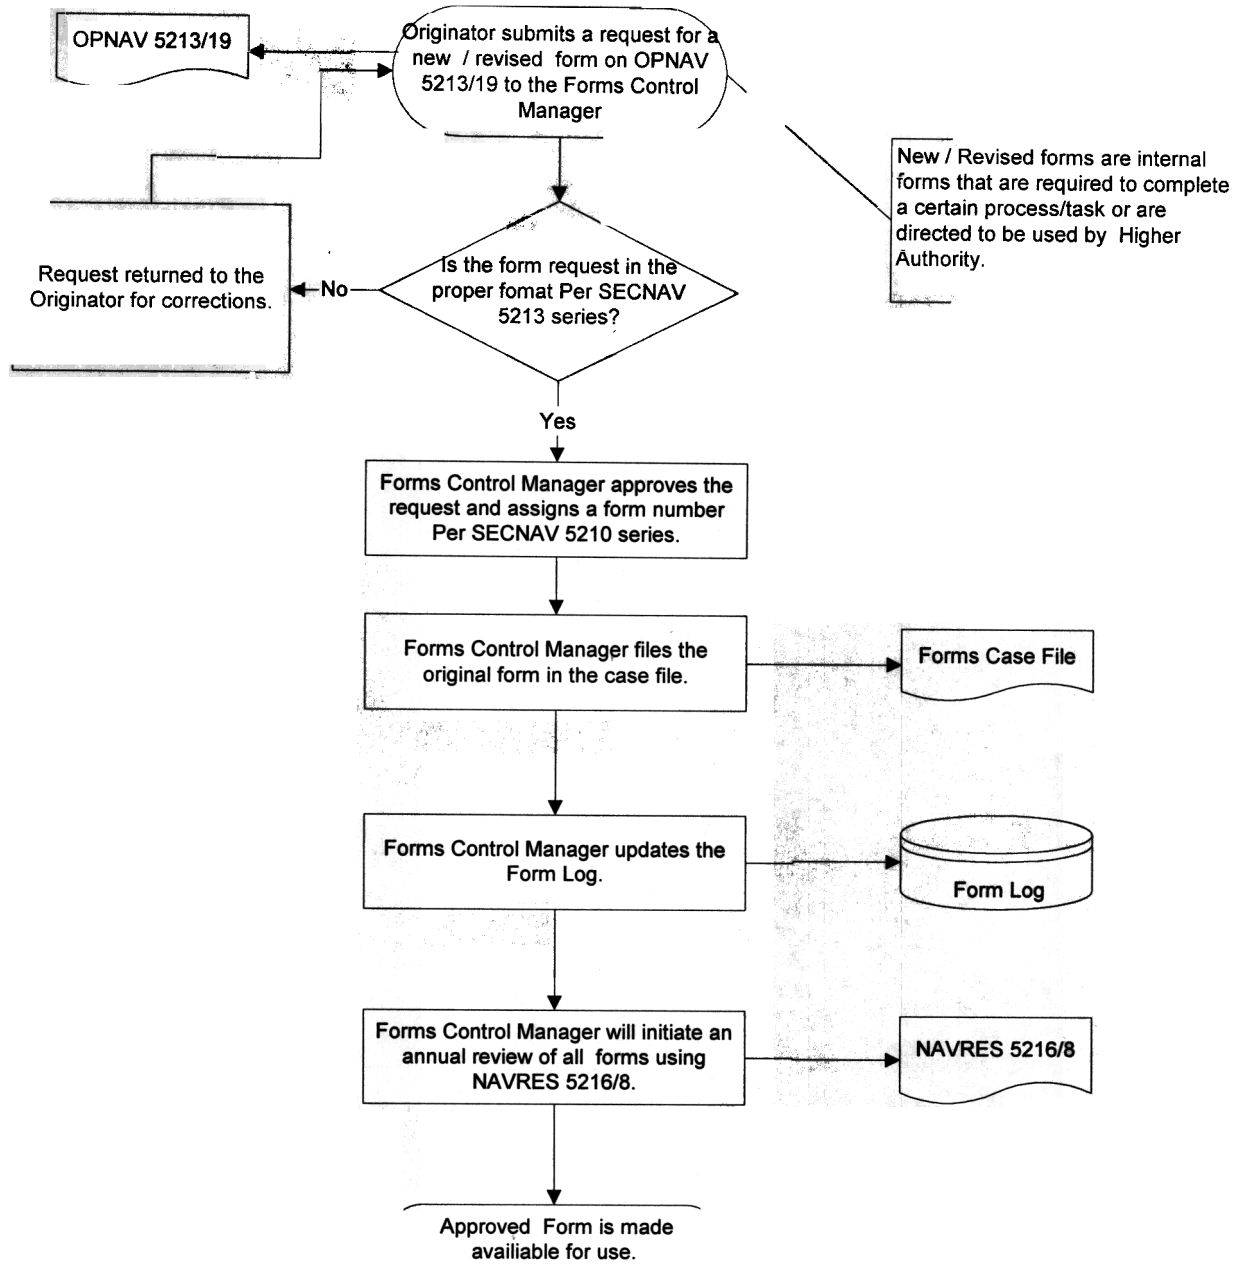 OPNAV 5213/19
Originator submits a request for a
new / revised form on OPNAV
5213/19 to the Forms Control
Manager
New / Revised forms are internal
forms that are required to complete
a certain process/task or are
directed to be used by Higher
Authority.
Request returned to the
Originator for corrections.
No
Is the form request in the
proper fomat Per SECNAV
5213 series?
Yes
Forms Control Manager approves the
request and assigns a form number
Per SECNAV 5210 series.
Forms Control Manager files the
original form in the case file.
Forms Case File
Forms Control Manager updates the
Form Log.
Form Log
Forms Control Manager will initiate an
annual review of all forms using
NAVRES 5216/8.
NAVRES 5216/8
Approved Form is made
availiable for use.